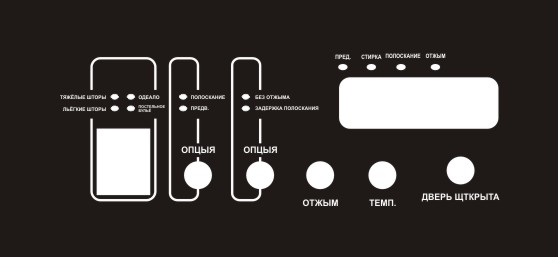 ПРЕД. СТИРКА ПОЛОСКАНИЕ ОТЖЫМ
ТЯЖЁЛЫЕ ШТОРЫ ОДЕАЛО ПОЛОСКАНИЕ БЕЗ ОТЖЫМА
ЛЬЁГКИЕ ШТОРЫ ПОСТЕЛЬНОЕ
БУЛЬЁ
ПРЕДВ. ЗАДЕРЖКА ПОЛОСКАНИЯ
ОПЦЫЯ ОПЦЫЯ
ОТЖЫМ ТЕМП. ДВЕРЬ ЩТКРЫТА